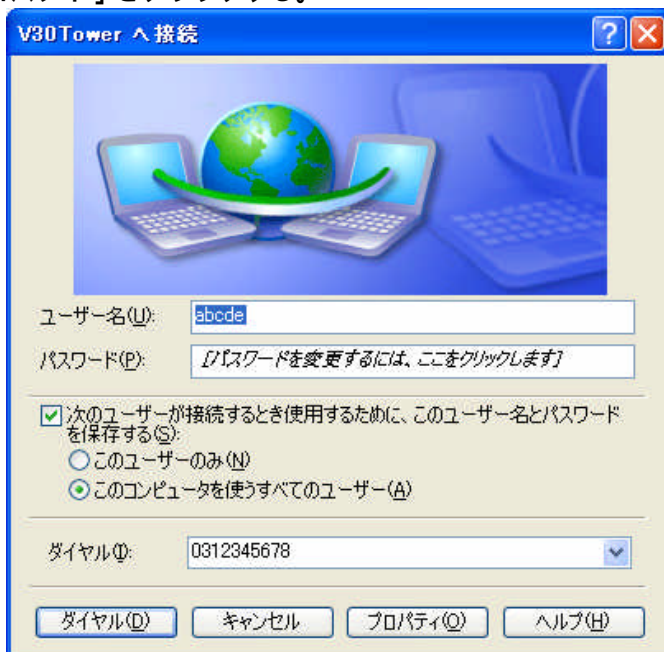 V30Tower へ接続
ユーザー名(U):
abcde
パスワード(P):
[パスワードを変更するには、ここをクリックします]
次のユーザーが接続するとき使用するために、このユーザー名とパスワード
を保存する(S):
このユーザーのみ(N)
このコンピュータを使うすべてのユーザー(A)
ダイヤル(I):
0312345678
ダイヤル(D)
キャンセル
プロパティ(O)
ヘルプ(H)